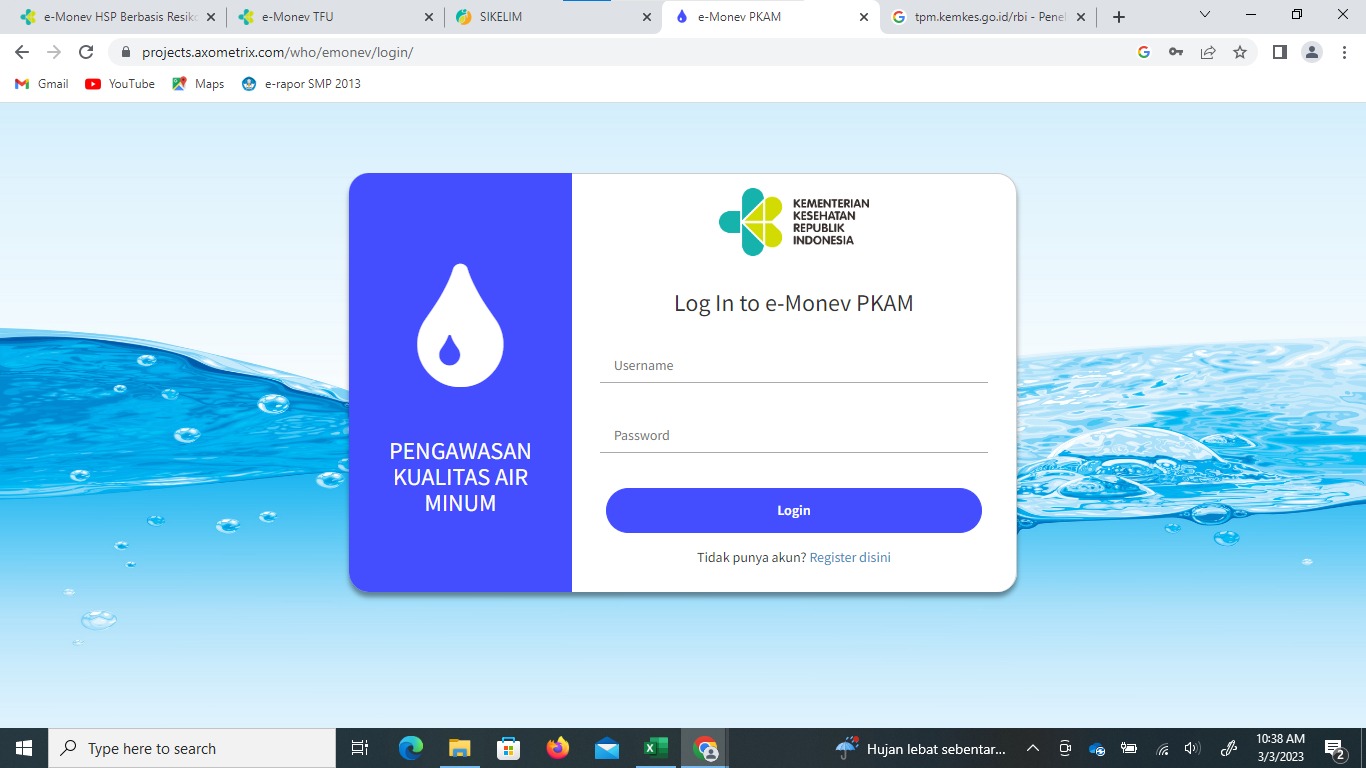 e-Monev HSP Berbasis Resik
e-Monev TFU
SIKELIM
e-Monev PKAM
tpm.kemkes.go.id/rbi - Penel
projects.axometrix.com/who/emonev/login/
Gmail
YouTube
Maps
e-rapor SMP 2013
KEMENTERIAN
KESEHATAN
REPUBLIK
INDONESIA
Log In to e-Monev PKAM
Username
Password
Login
Tidak punya akun? Register disini
PENGAWASAN
KUALITAS AIR
MINUM
Type here to search
Hujan lebat sebentar...
10:38 AM
3/3/2023
2